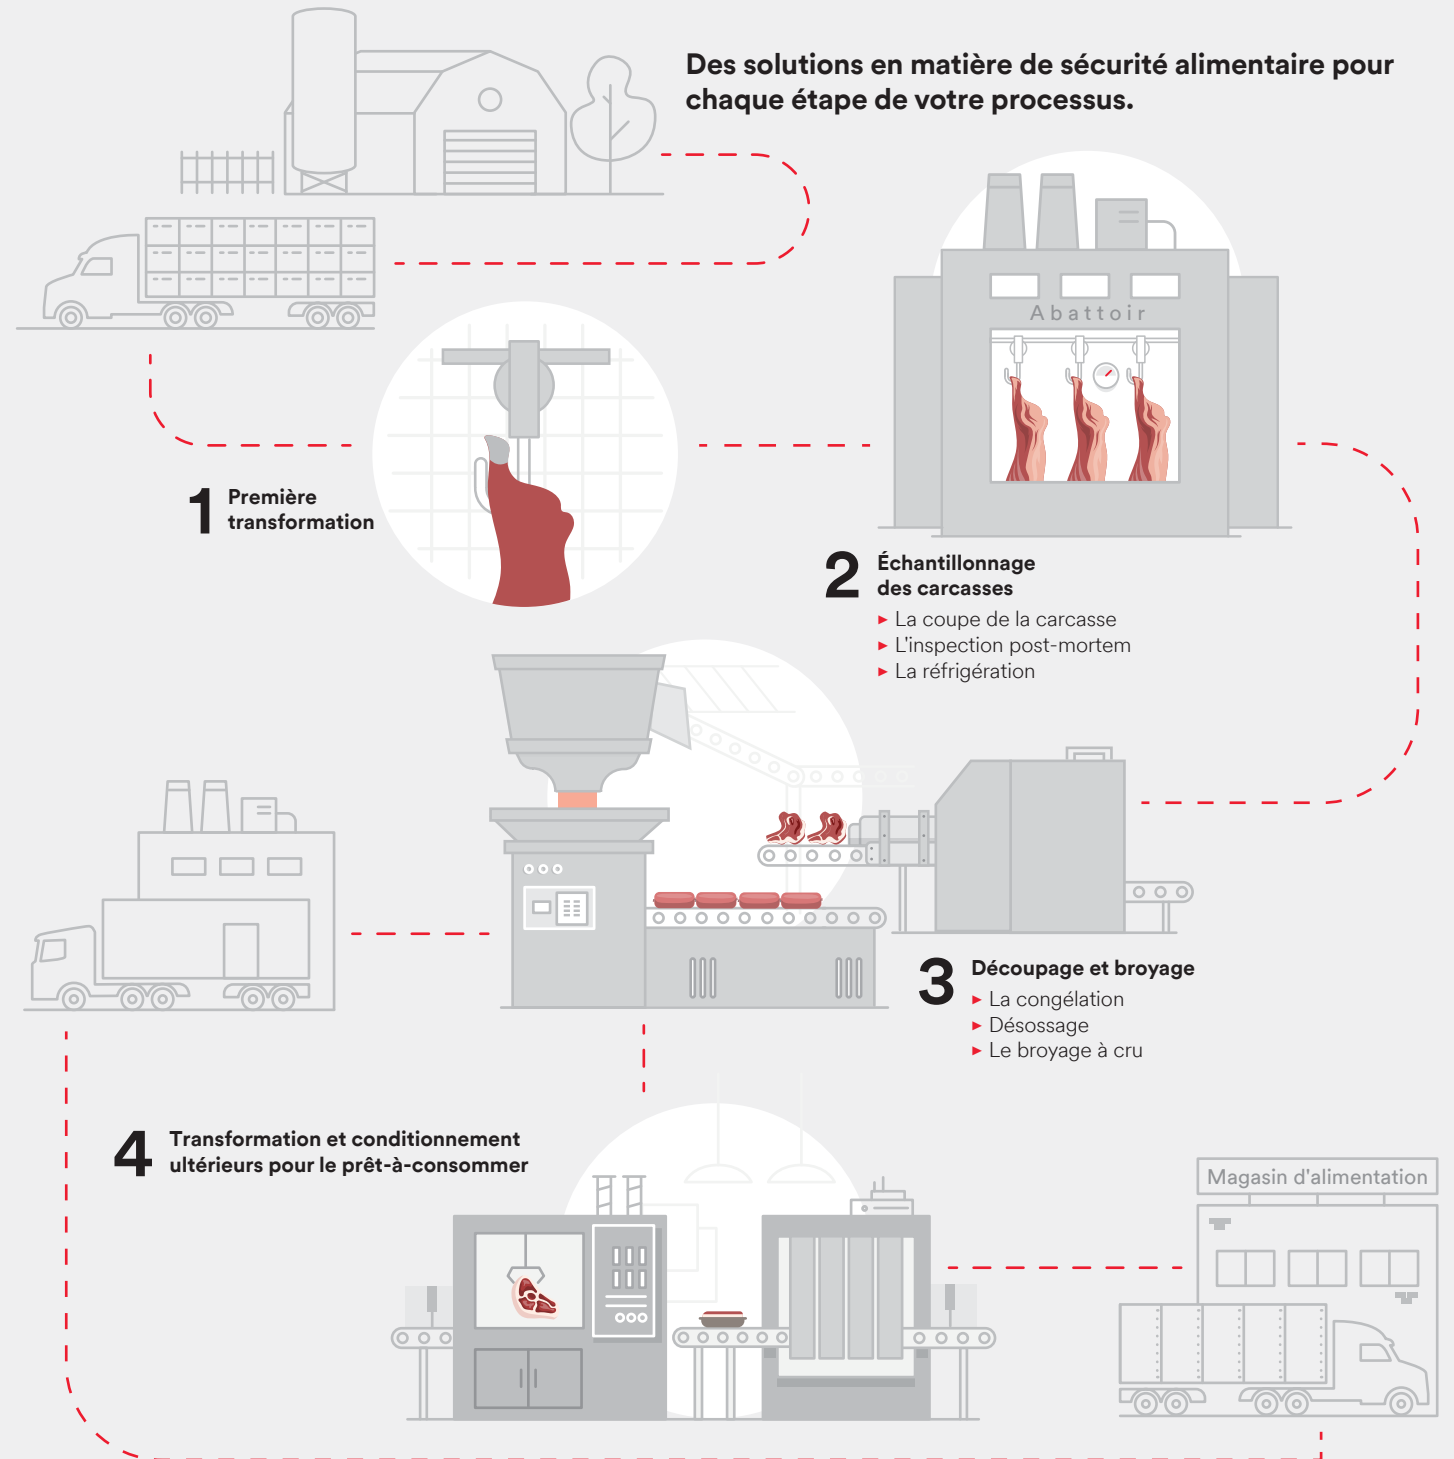 Des solutions en matière de sécurité alimentaire pour
chaque étape de votre processus.
Abattoir
1 Première
transformation
2 Échantillonnage
des carcasses
► La coupe de la carcasse
► L'inspection post-mortem
► La réfrigération
3 Découpage et broyage
► La congélation
► Désossage
► Le broyage à cru
4 Transformation et conditionnement
ultérieurs pour le prêt-à-consommer
Magasin d'alimentation